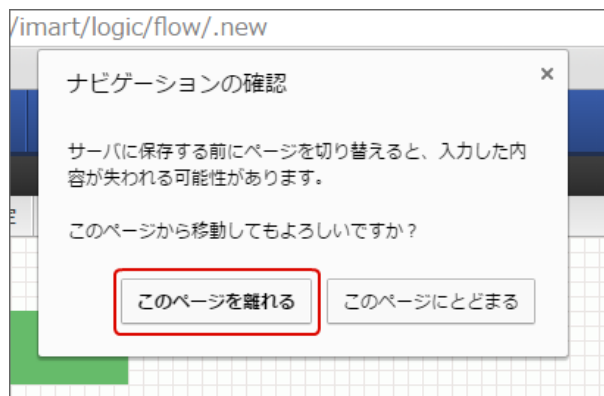 /imart/logic/flow/.new
ナビゲーションの確認
×
サーバに保存する前にページを切り替えると、入力した内
容が失われる可能性があります。
このページから移動してもよろしいですか？
このページを離れる
このページにとどまる